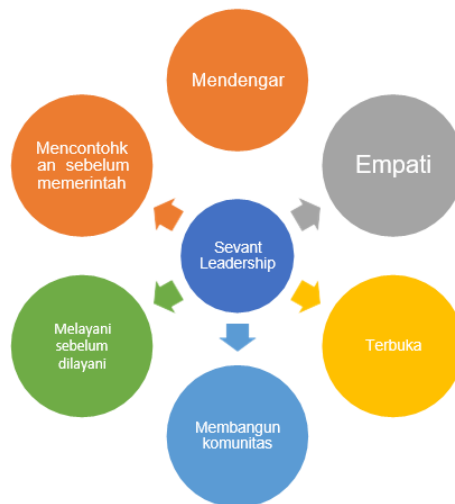 Mendengar
Mencontohk
an sebelum
memerintah
Empati
Sevant
Leadership
Melayani
sebelum
dilayani
Terbuka
Membangun
komunitas